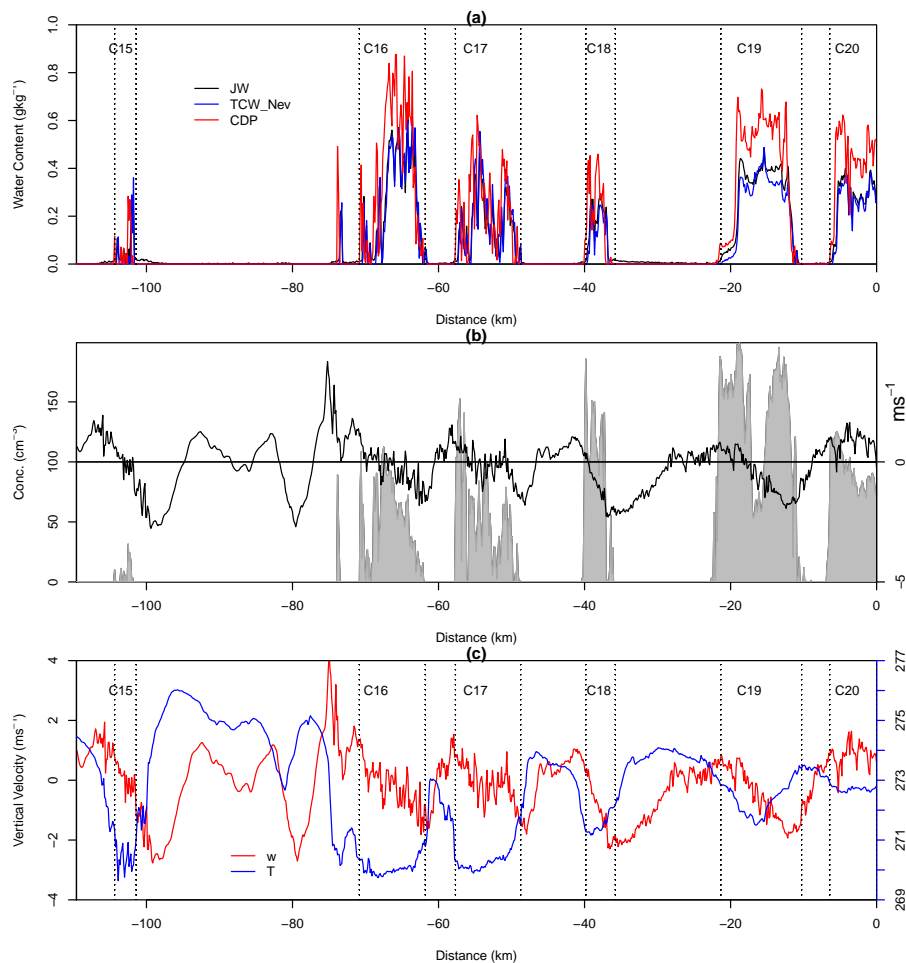 (a)
1.0
0.8
0.6
0.4
0.2
0.0
Water Content (gkg⁻¹)
C15
C16
C17
C18
C19
C20
JW
TCW_Nev
CDP
−100
−80
−60
−40
−20
0
Distance (km)
(b)
150
100
50
0
Conc. (cm⁻³)
0
−5
ms⁻¹
−100
−80
−60
−40
−20
0
Distance (km)
(c)
4
2
0
−2
−4
Vertical Velocity (ms⁻¹)
C15
C16
C17
C18
C19
C20
w
T
277
275
273
271
269
−100
−80
−60
−40
−20
0
Distance (km)